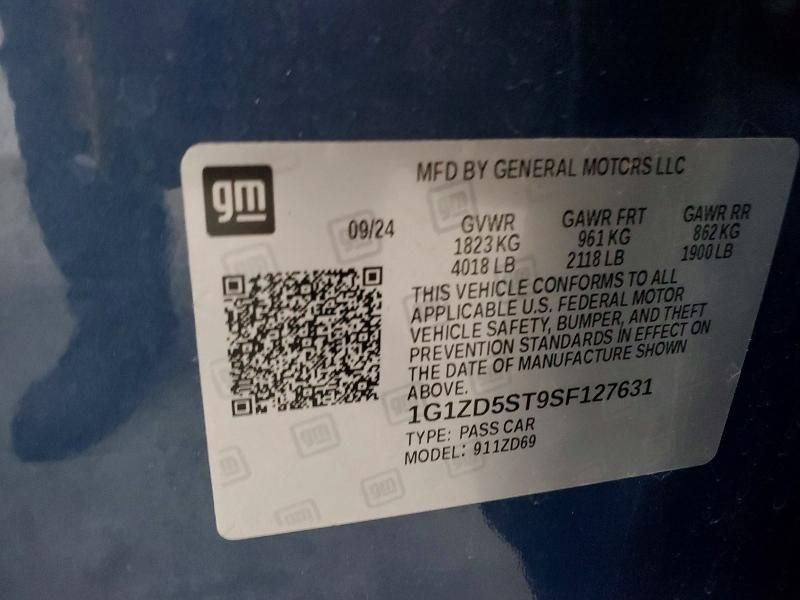 gm
MFD BY GENERAL MOTORS LLC
09/24
GVWR GAWR FRT GAWR RR
1823 KG 961 KG 862 KG
4018 LB 2118 LB 1900 LB
THIS VEHICLE CONFORMS TO ALL
APPLICABLE U.S. FEDERAL MOTOR
VEHICLE SAFETY, BUMPER, AND THEFT
PREVENTION STANDARDS IN EFFECT ON
THE DATE OF MANUFACTURE SHOWN
ABOVE.
1G1ZD5ST9SF127631
TYPE: PASS CAR
MODEL: 911ZD69